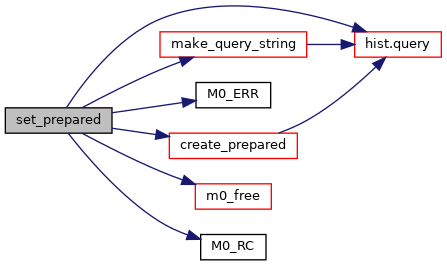 set_prepared
make_query_string
hist.query
M0_ERR
create_prepared
m0_free
M0_RC